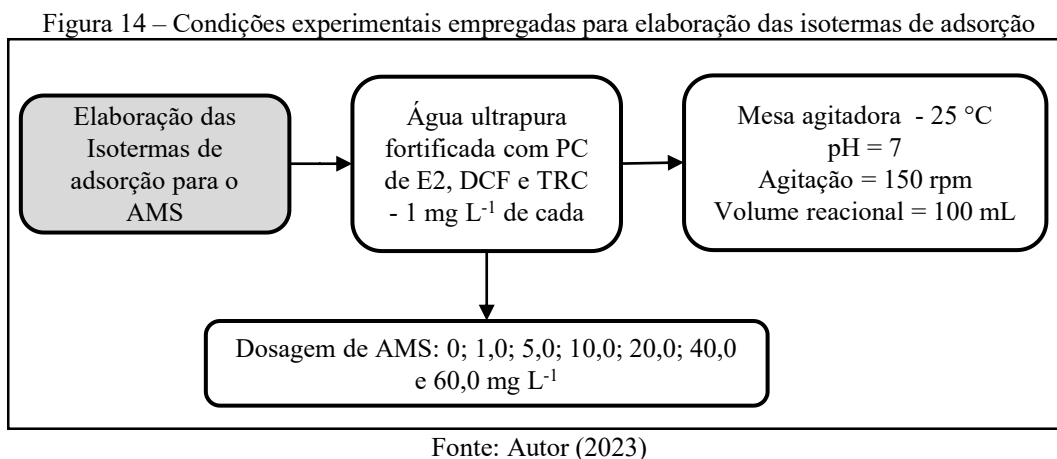 Figura 14 – Condições experimentais empregadas para elaboração das isotermas de adsorção
Elaboração das
Isotermas de
adsorção para o
AMS
Água ultrapura
fortificada com PC
de E2, DCF e TRC
- 1 mg L⁻¹ de cada
Mesa agitadora - 25 °C
pH = 7
Agitação = 150 rpm
Volume reacional = 100 mL
Dosagem de AMS: 0; 1,0; 5,0; 10,0; 20,0; 40,0
e 60,0 mg L⁻¹
Fonte: Autor (2023)